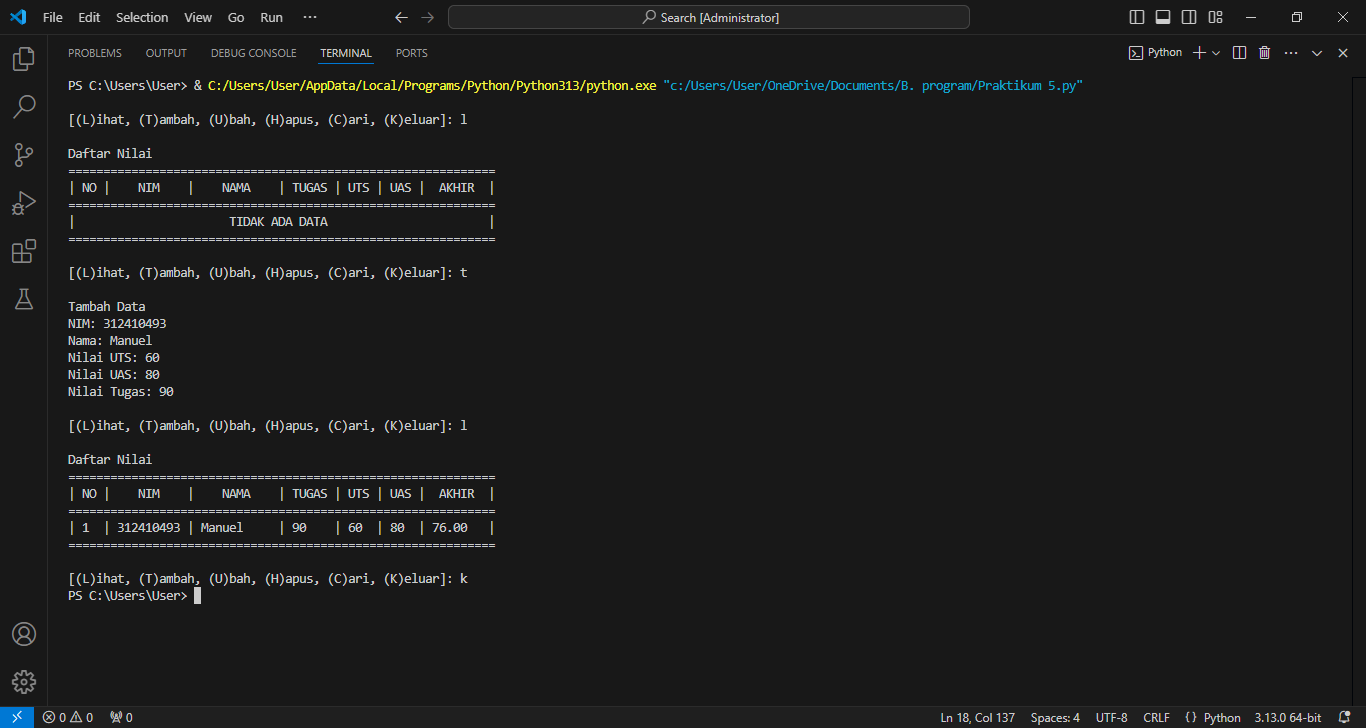 File Edit Selection View Go Run ··· Search [Administrator]
PROBLEMS OUTPUT DEBUG CONSOLE TERMINAL PORTS Python
PS C:\Users\User> & C:/Users/User/AppData/Local/Programs/Python/Python313/python.exe "c:/Users/User/OneDrive/Documents/B. program/Praktikum 5.py"
[(L)ihat, (T)ambah, (U)bah, (H)apus, (C)ari, (K)eluar]: l
Daftar Nilai
=============================================================
| NO |    NIM    |    NAMA    | TUGAS | UTS | UAS |  AKHIR  |
=============================================================
|                      TIDAK ADA DATA                       |
=============================================================
[(L)ihat, (T)ambah, (U)bah, (H)apus, (C)ari, (K)eluar]: t
Tambah Data
NIM: 312410493
Nama: Manuel
Nilai UTS: 60
Nilai UAS: 80
Nilai Tugas: 90
[(L)ihat, (T)ambah, (U)bah, (H)apus, (C)ari, (K)eluar]: l
Daftar Nilai
=============================================================
| NO |    NIM    |    NAMA    | TUGAS | UTS | UAS |  AKHIR  |
=============================================================
| 1  | 312410493 | Manuel     | 90    | 60  | 80  | 76.00   |
=============================================================
[(L)ihat, (T)ambah, (U)bah, (H)apus, (C)ari, (K)eluar]: k
PS C:\Users\User>
0 0 0 Ln 18, Col 137 Spaces: 4 UTF-8 CRLF {} Python 3.13.0 64-bit